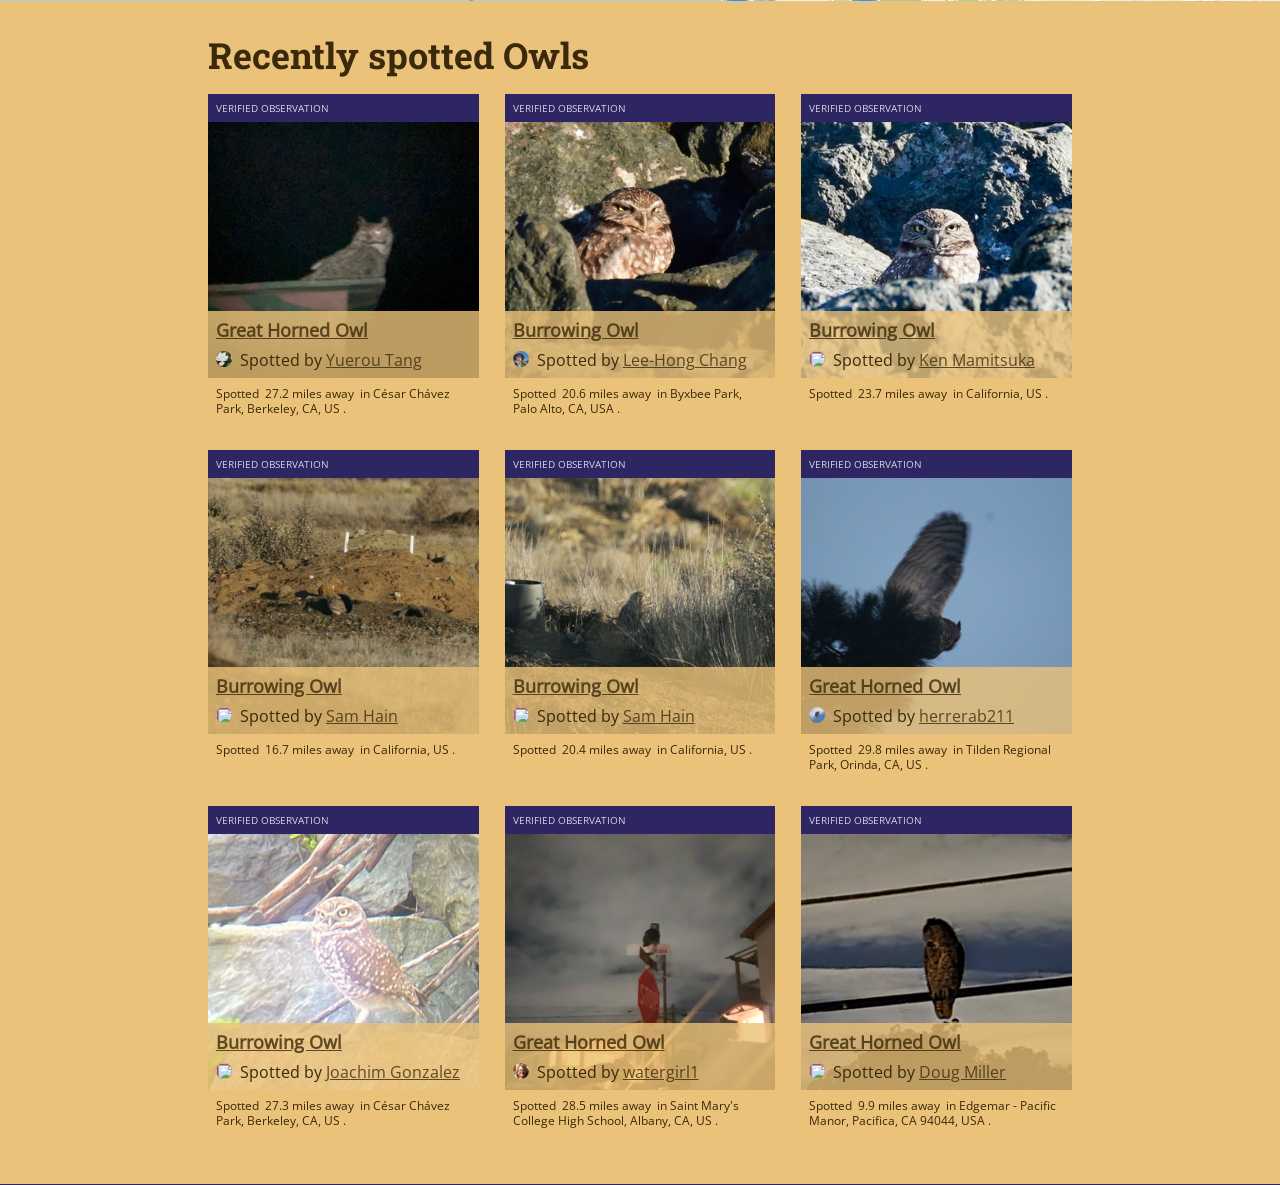 Recently spotted Owls
VERIFIED OBSERVATION
Great Horned Owl
Spotted by Yuerou Tang
Spotted 27.2 miles away in César Chávez
Park, Berkeley, CA, US .
VERIFIED OBSERVATION
Burrowing Owl
Spotted by Lee-Hong Chang
Spotted 20.6 miles away in Byxbee Park,
Palo Alto, CA, USA .
VERIFIED OBSERVATION
Burrowing Owl
Spotted by Ken Mamitsuka
Spotted 23.7 miles away in California, US .
VERIFIED OBSERVATION
Burrowing Owl
Spotted by Sam Hain
Spotted 16.7 miles away in California, US .
VERIFIED OBSERVATION
Burrowing Owl
Spotted by Sam Hain
Spotted 20.4 miles away in California, US .
VERIFIED OBSERVATION
Great Horned Owl
Spotted by herrerab211
Spotted 29.8 miles away in Tilden Regional
Park, Orinda, CA, US .
VERIFIED OBSERVATION
Burrowing Owl
Spotted by Joachim Gonzalez
Spotted 27.3 miles away in César Chávez
Park, Berkeley, CA, US .
VERIFIED OBSERVATION
Great Horned Owl
Spotted by watergirl1
Spotted 28.5 miles away in Saint Mary's
College High School, Albany, CA, US .
VERIFIED OBSERVATION
Great Horned Owl
Spotted by Doug Miller
Spotted 9.9 miles away in Edgemar - Pacific
Manor, Pacifica, CA 94044, USA .